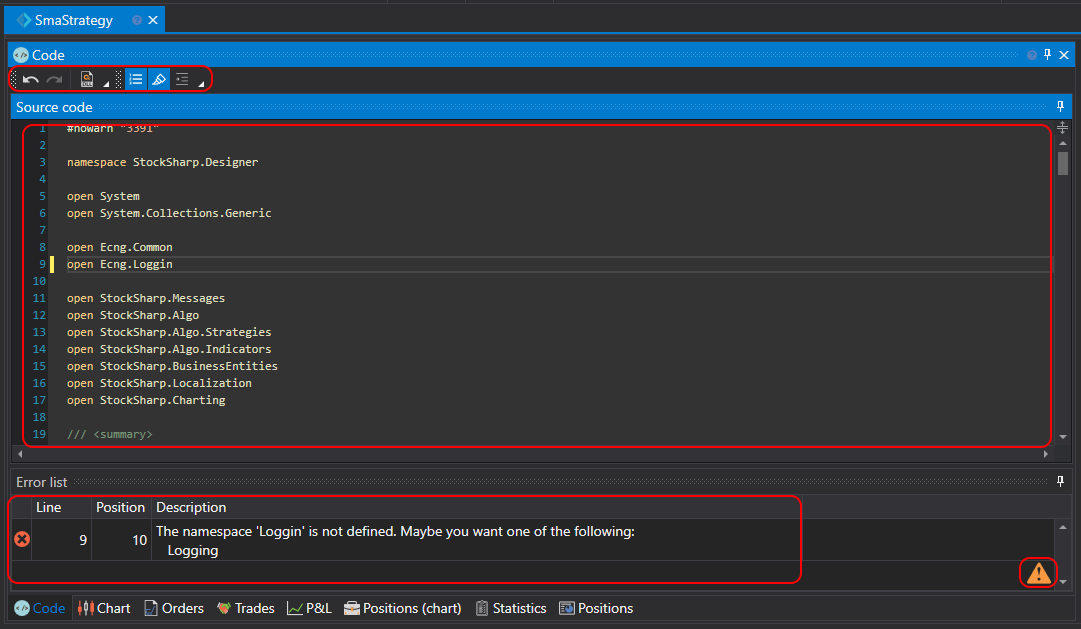 SmaStrategy
Code
Source code
1 #nowarn "3391"
2
3 namespace StockSharp.Designer
4
5 open System
6 open System.Collections.Generic
7
8 open Ecng.Common
9 open Ecng.Loggin
10
11 open StockSharp.Messages
12 open StockSharp.Algo
13 open StockSharp.Algo.Strategies
14 open StockSharp.Algo.Indicators
15 open StockSharp.BusinessEntities
16 open StockSharp.Localization
17 open StockSharp.Charting
18
19 /// <summary>
Error list
Line Position Description
9 10 The namespace 'Loggin' is not defined. Maybe you want one of the following:
Logging
Code Chart Orders Trades P&L Positions (chart) Statistics Positions